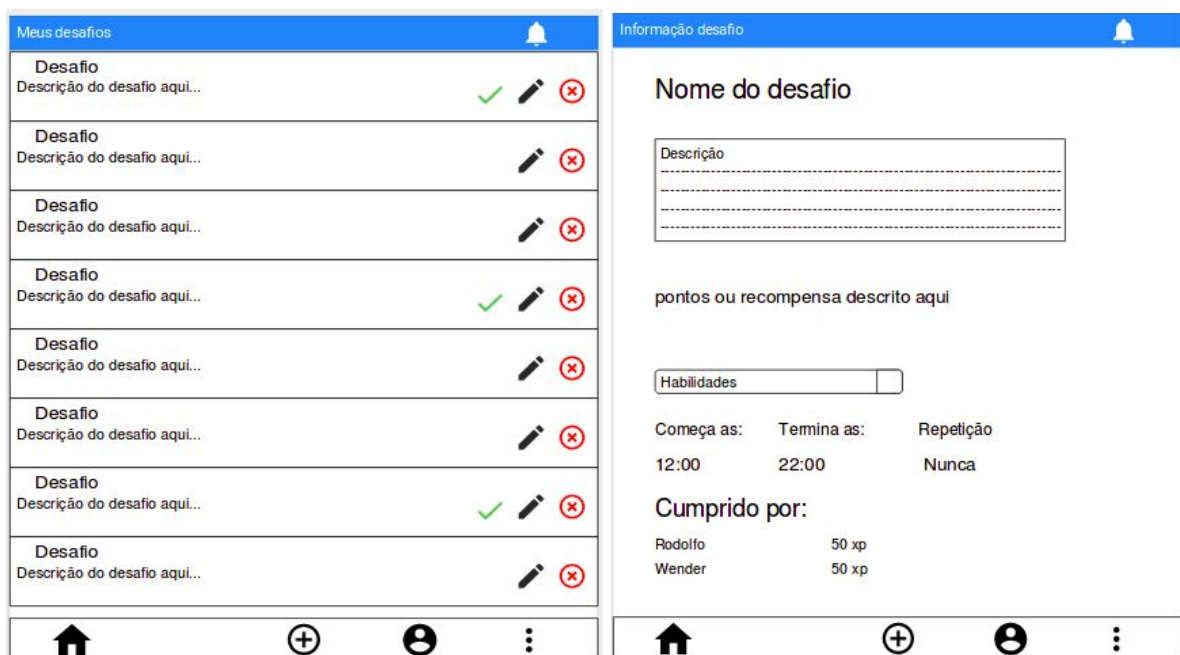 Meus desafios
Desafio
Descrição do desafio aqui...
Desafio
Descrição do desafio aqui...
Desafio
Descrição do desafio aqui...
Desafio
Descrição do desafio aqui...
Desafio
Descrição do desafio aqui...
Desafio
Descrição do desafio aqui...
Desafio
Descrição do desafio aqui...
Desafio
Descrição do desafio aqui...
Informação desafio
Nome do desafio
Descrição
pontos ou recompensa descrito aqui
Habilidades
Começa as: Termina as: Repetição
12:00 22:00 Nunca
Cumprido por:
Rodolfo 50 xp
Wender 50 xp